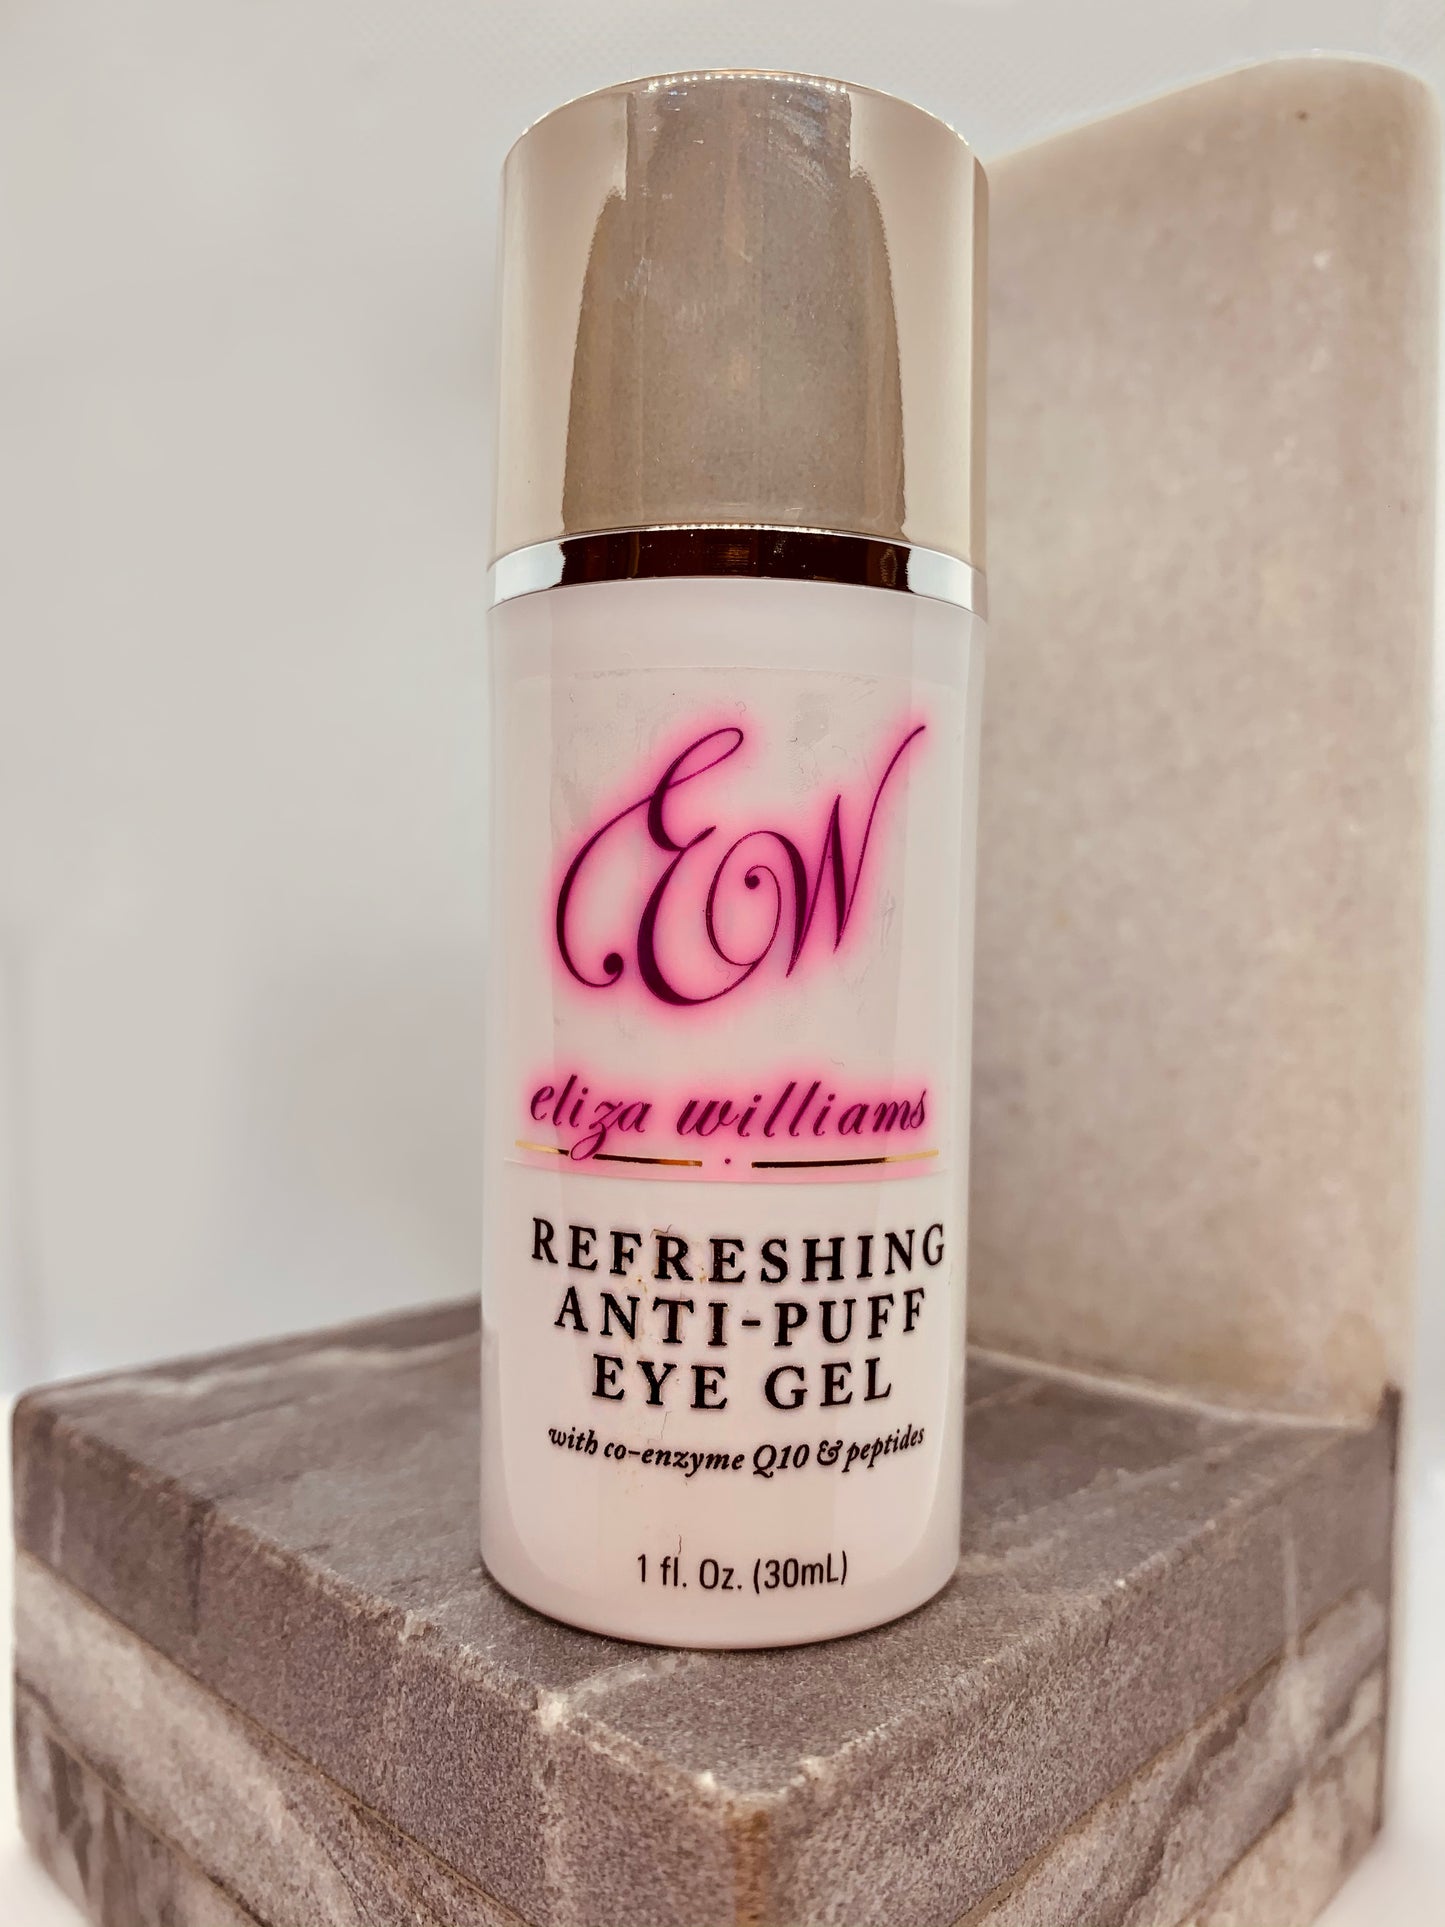 EW
eliza williams
REFRESHING
ANTI-PUFF
EYE GEL
with co-enzyme Q10 & peptides
1 fl. Oz. (30mL)